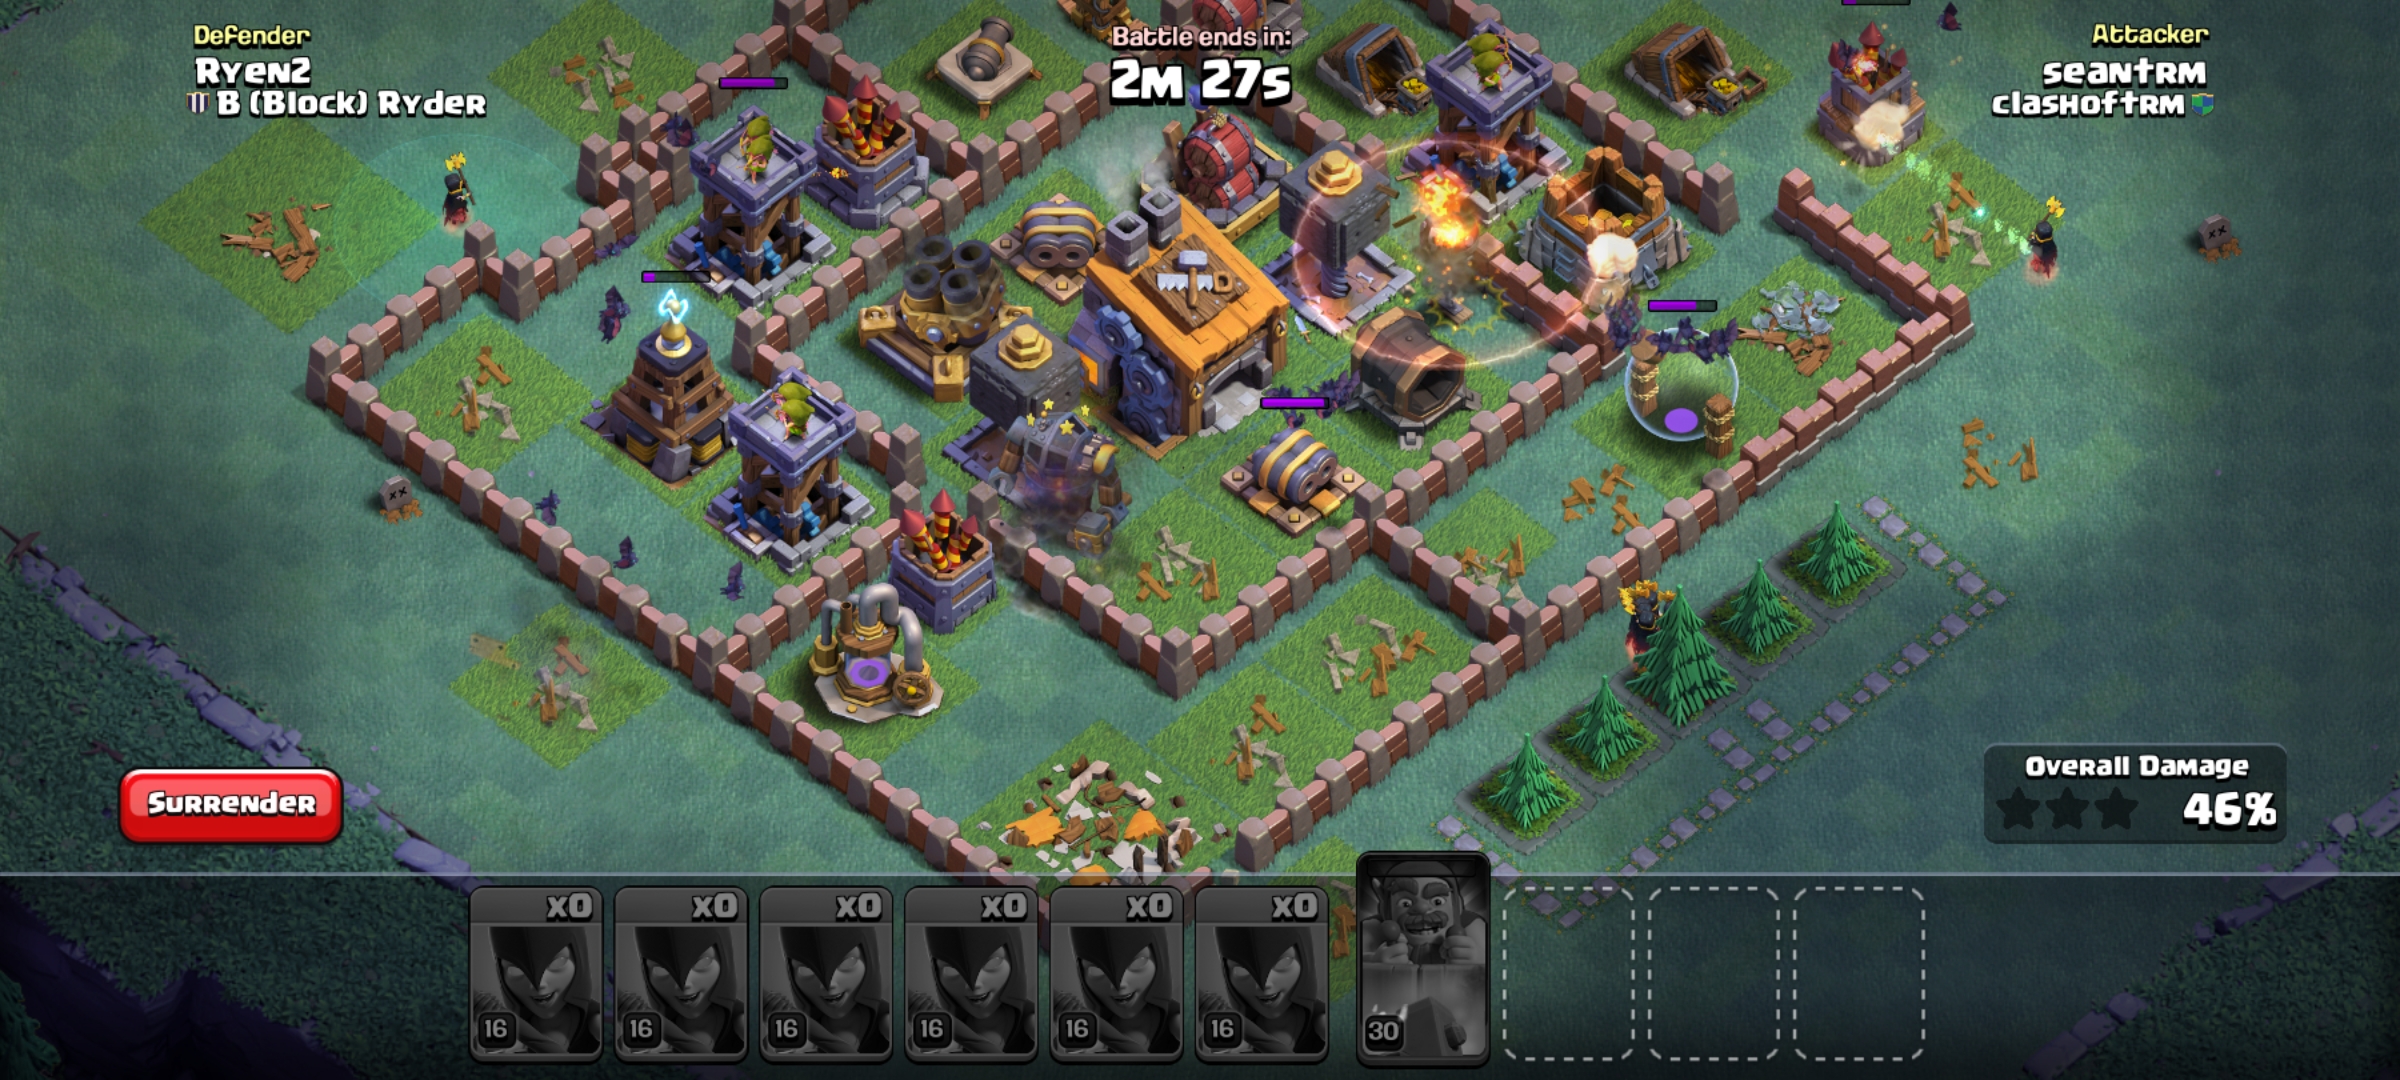 Defender
Ryen2
B (Block) Ryder
Battle ends in:
2m 27s
Attacker
seantrm
clashoftrm
Surrender
Overall Damage
46%
x0
x0
x0
x0
x0
x0
16
16
16
16
16
16
30